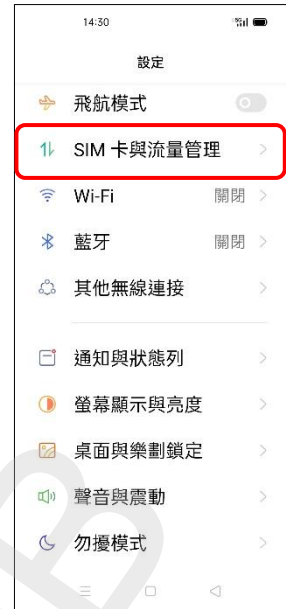 14:30
設定
飛航模式
SIM 卡與流量管理
Wi-Fi 關閉
藍牙 關閉
其他無線連接
通知與狀態列
螢幕顯示與亮度
桌面與樂劃鎖定
聲音與震動
勿擾模式